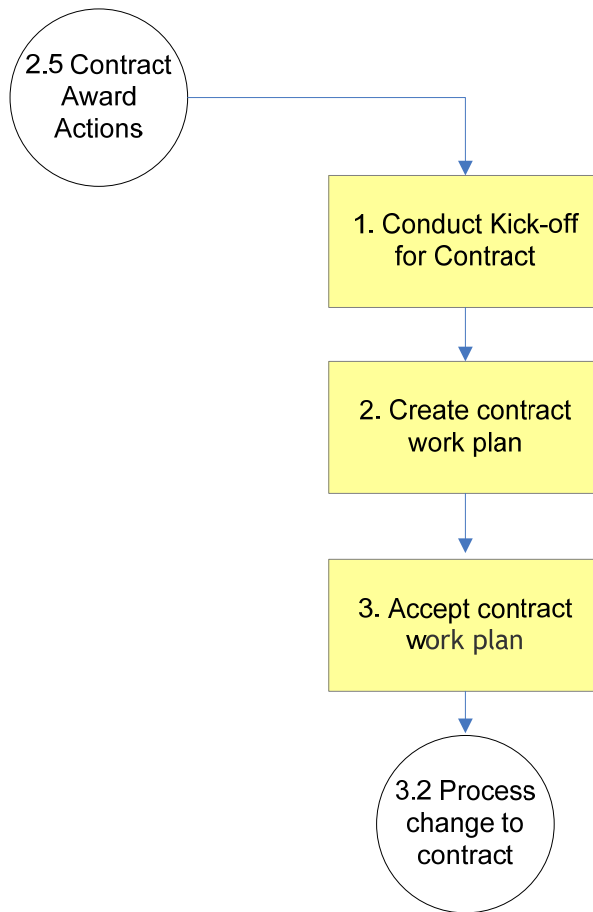 2.5 Contract
Award
Actions
1. Conduct Kick-off
for Contract
2. Create contract
work plan
3. Accept contract
work plan
3.2 Process
change to
contract